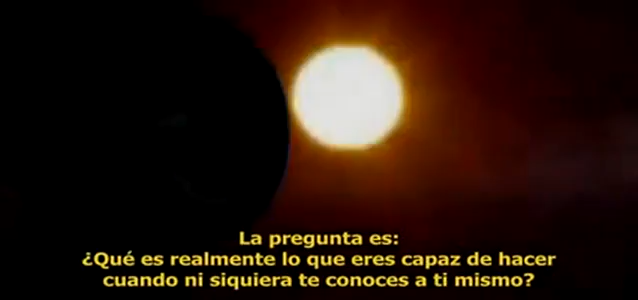 La pregunta es:
¿Qué es realmente lo que eres capaz de hacer
cuando ni siquiera te conoces a ti mismo?